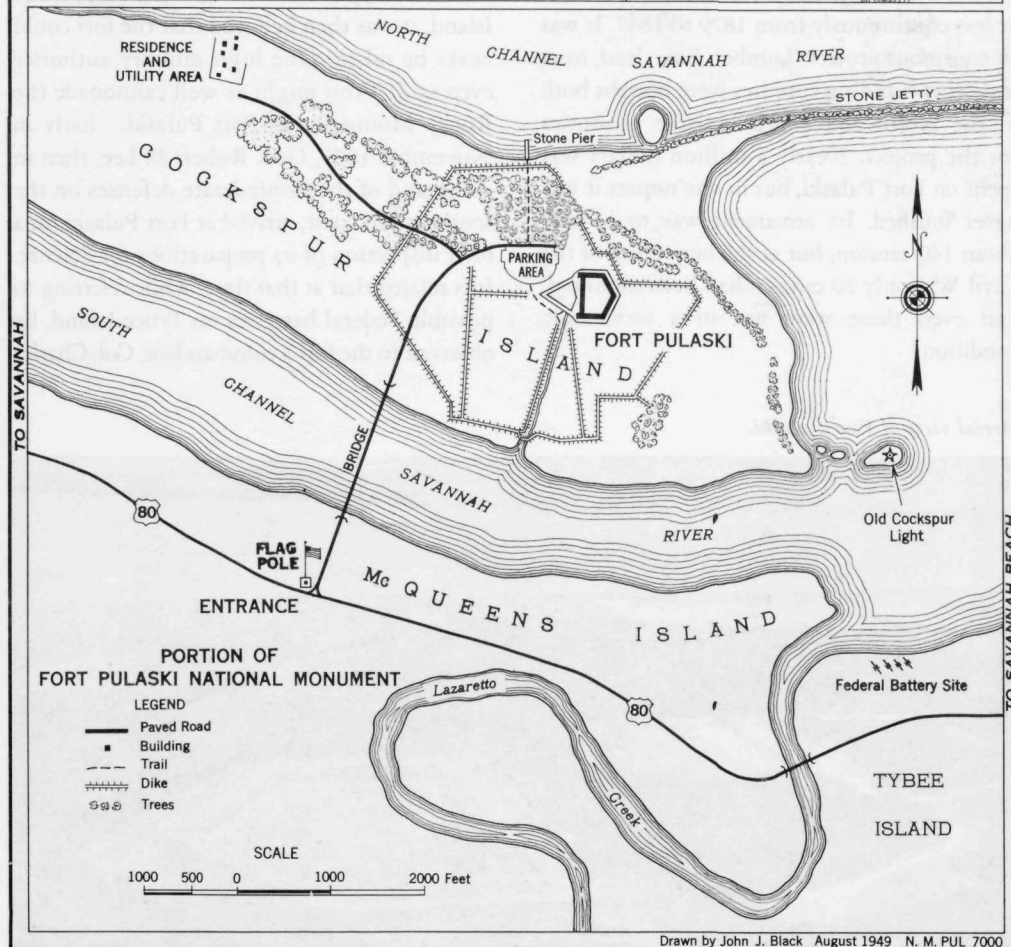 RESIDENCE
AND
UTILITY AREA
NORTH CHANNEL SAVANNAH RIVER
STONE JETTY
Stone Pier
COCKSPUR ISLAND
PARKING
AREA
FORT PULASKI
N
TO SAVANNAH
SOUTH CHANNEL SAVANNAH RIVER
BRIDGE
Old Cockspur
Light
80
FLAG
POLE
ENTRANCE
McQUEENS ISLAND
TO SAVANNAH BEACH
PORTION OF
FORT PULASKI NATIONAL MONUMENT
LEGEND
Paved Road
Building
Trail
Dike
Trees
Lazaretto Creek
80
Federal Battery Site
TYBEE
ISLAND
SCALE
1000 500 0 1000 2000 Feet
Drawn by John J. Black August 1949 N. M. PUL 7000